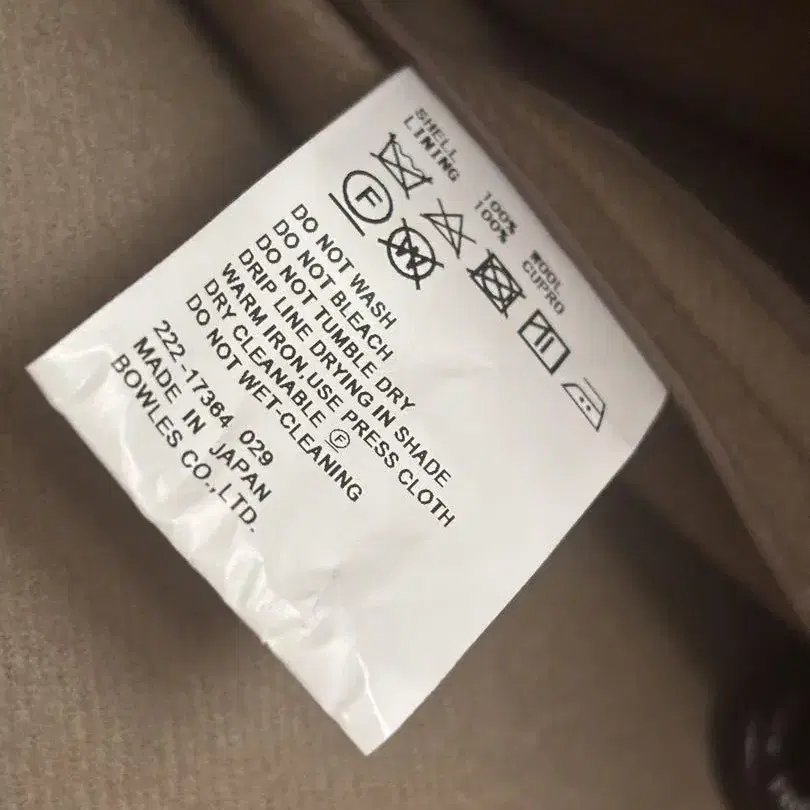 SHELL 100% WOOL
LINING 100% CUPRO
F
W
DO NOT WASH
DO NOT BLEACH
DO NOT TUMBLE DRY
DRIP LINE DRYING IN SHADE
WARM IRON,USE PRESS CLOTH
DRY CLEANABLE Ⓕ
DO NOT WET-CLEANING
222-17364 029
MADE IN JAPAN
BOWLES CO.,LTD.